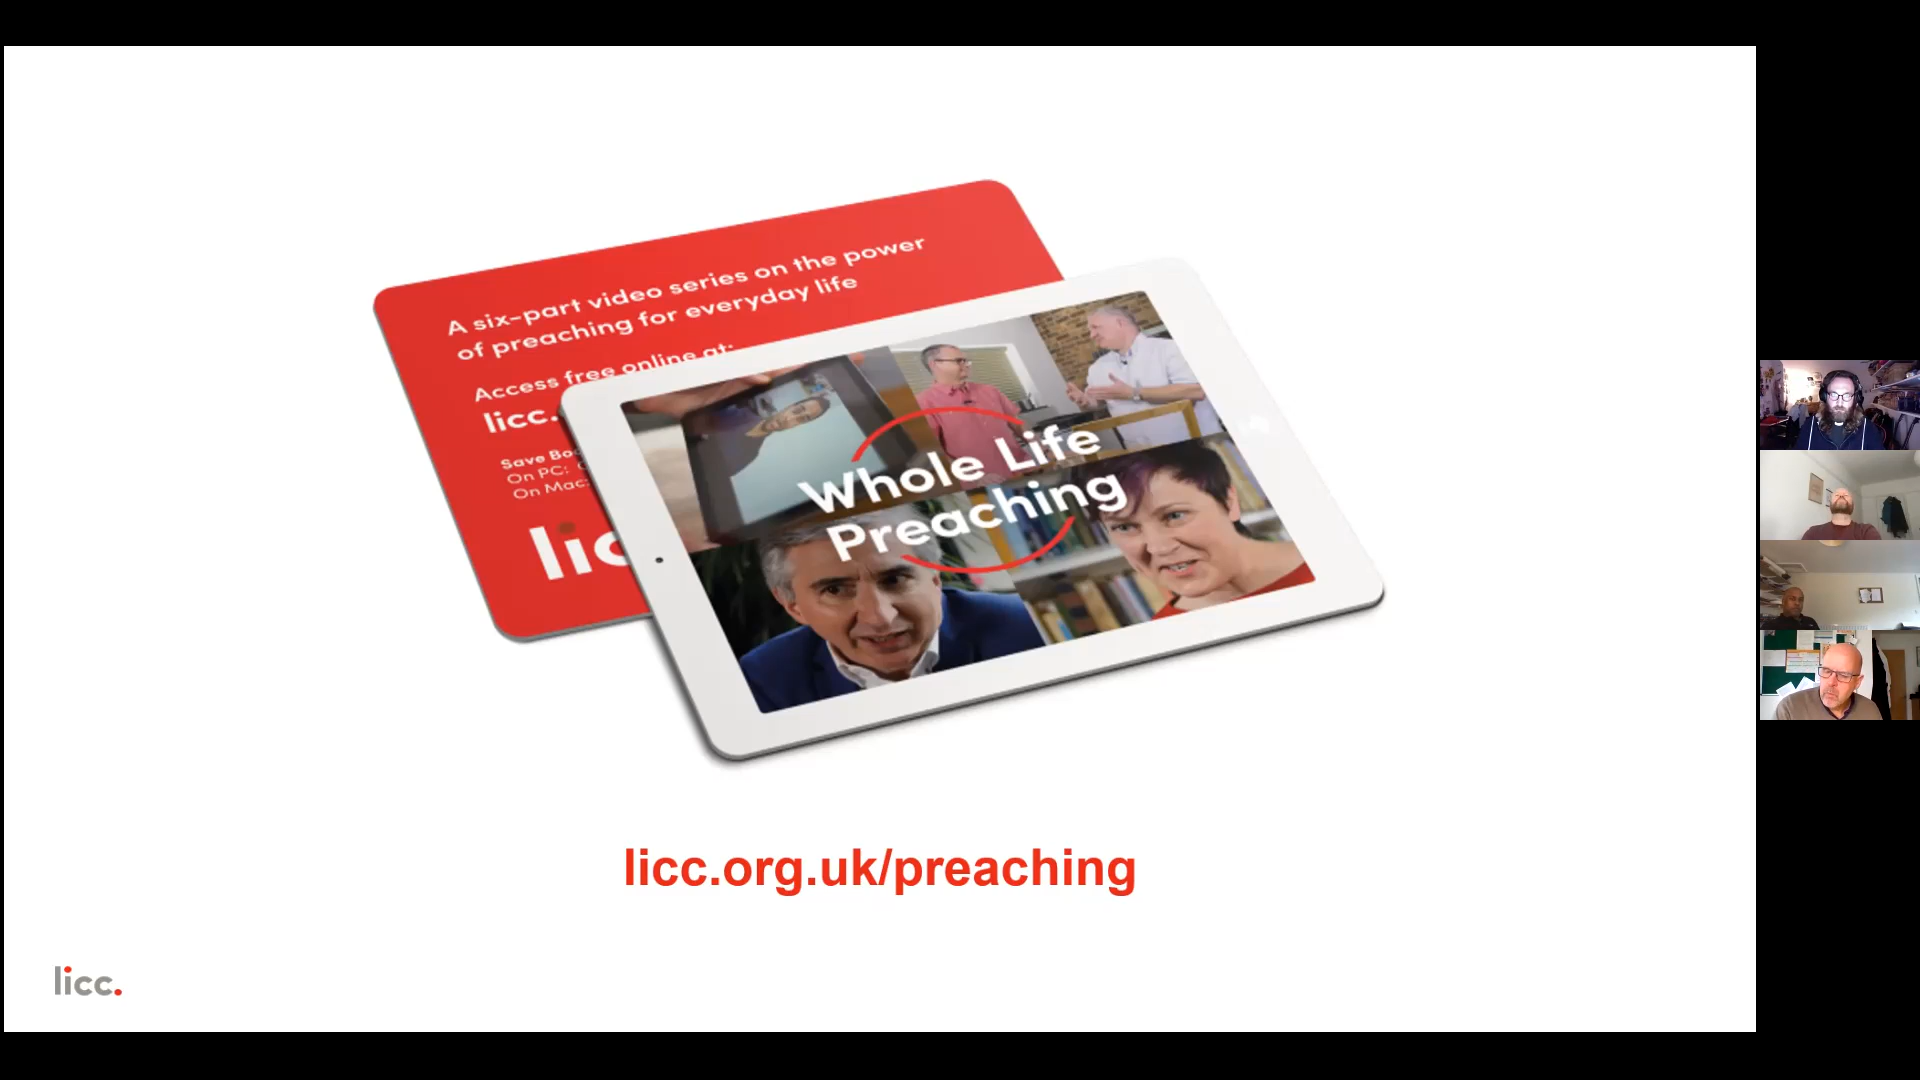 A six-part video series on the power
of preaching for everyday life
Access free online at:
licc.
Save
On PC:
On Mac:
lic
Whole Life
Preaching
licc.org.uk/preaching
licc.